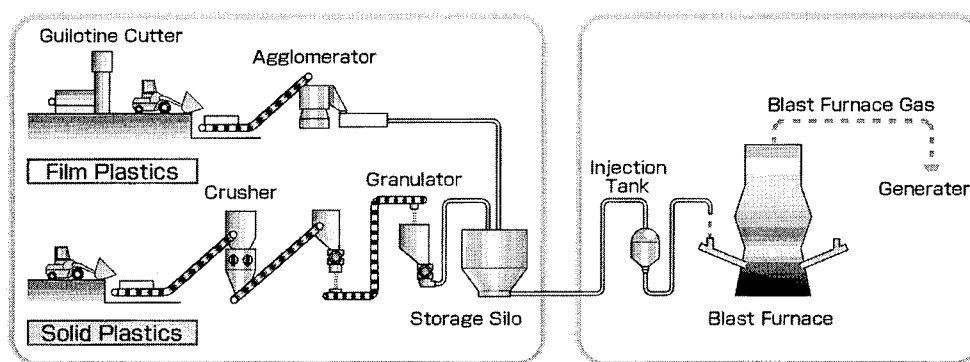 Guilotine Cutter
Agglomerator
Film Plastics
Crusher
Granulator
Solid Plastics
Storage Silo
Injection
Tank
Blast Furnace Gas
Generater
Blast Furnace